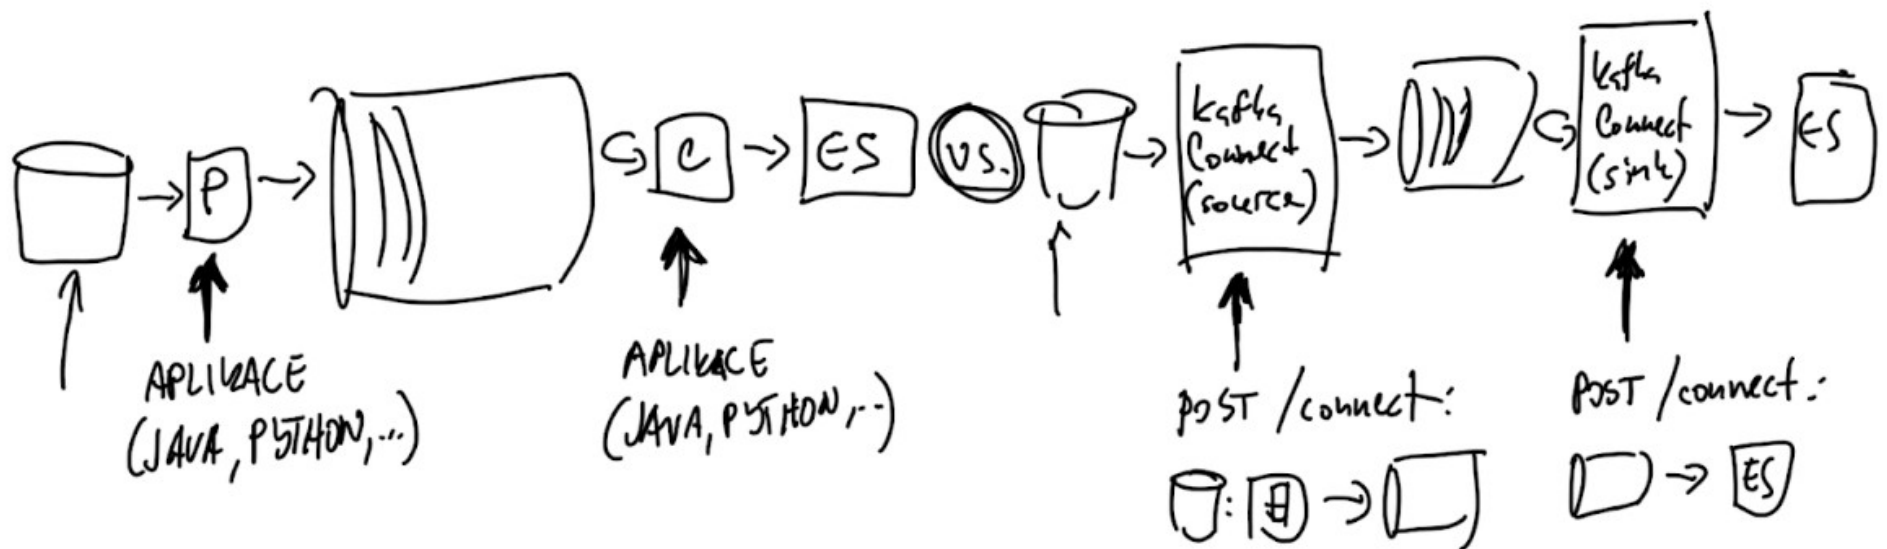 P
C
ES
VS.
Kafka
Connect
(source)
Kafka
Connect
(sink)
ES
APLIKACE
(JAVA, PYTHON, ...)
APLIKACE
(JAVA, PYTHON, ...)
POST /connect:
:
POST /connect:
ES